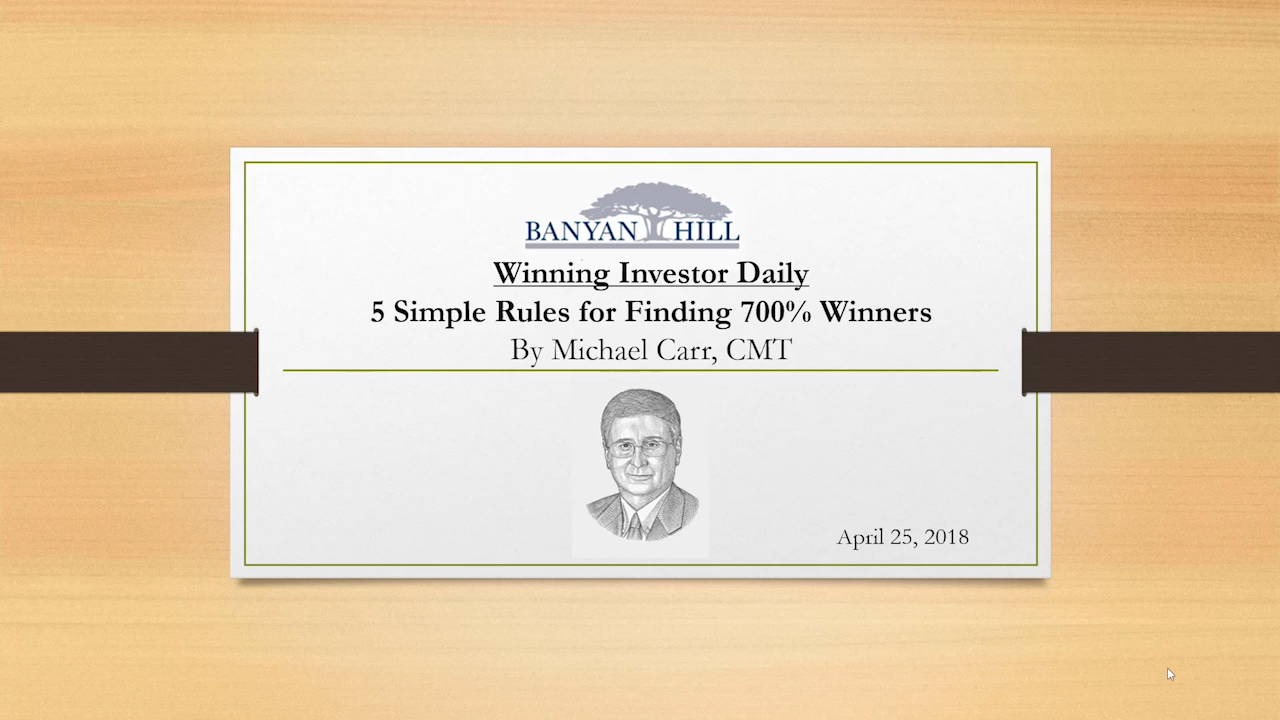 BANYAN HILL
Winning Investor Daily
5 Simple Rules for Finding 700% Winners
By Michael Carr, CMT
April 25, 2018